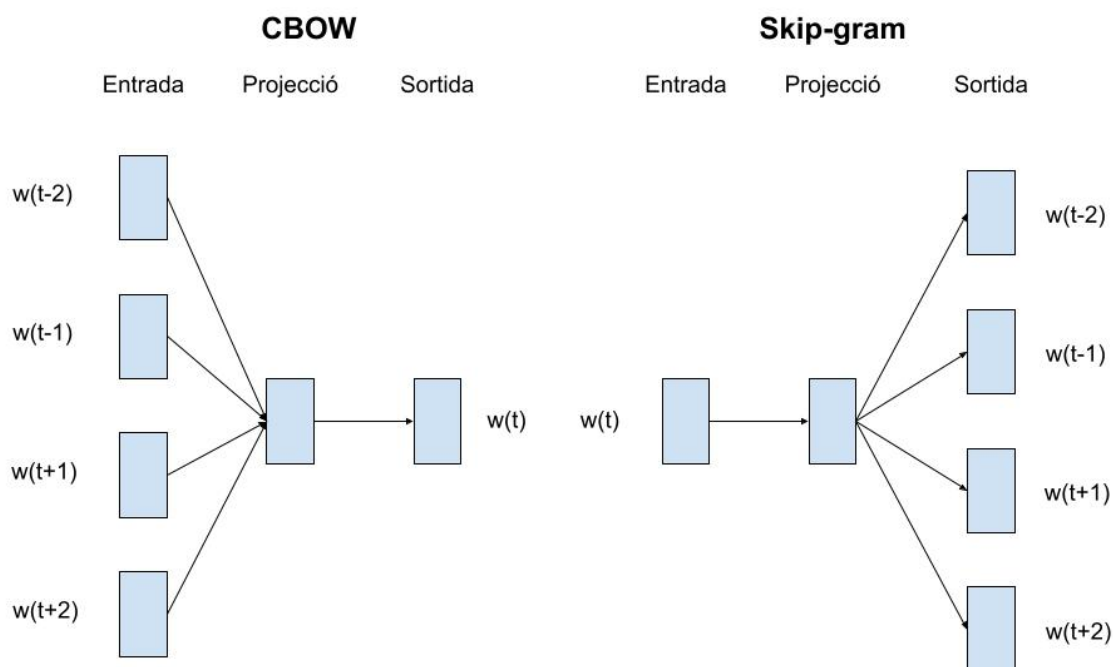 CBOW
Entrada Projecció Sortida
w(t-2)
w(t-1)
w(t+1)
w(t+2)
w(t)
Skip-gram
Entrada Projecció Sortida
w(t)
w(t-2)
w(t-1)
w(t+1)
w(t+2)